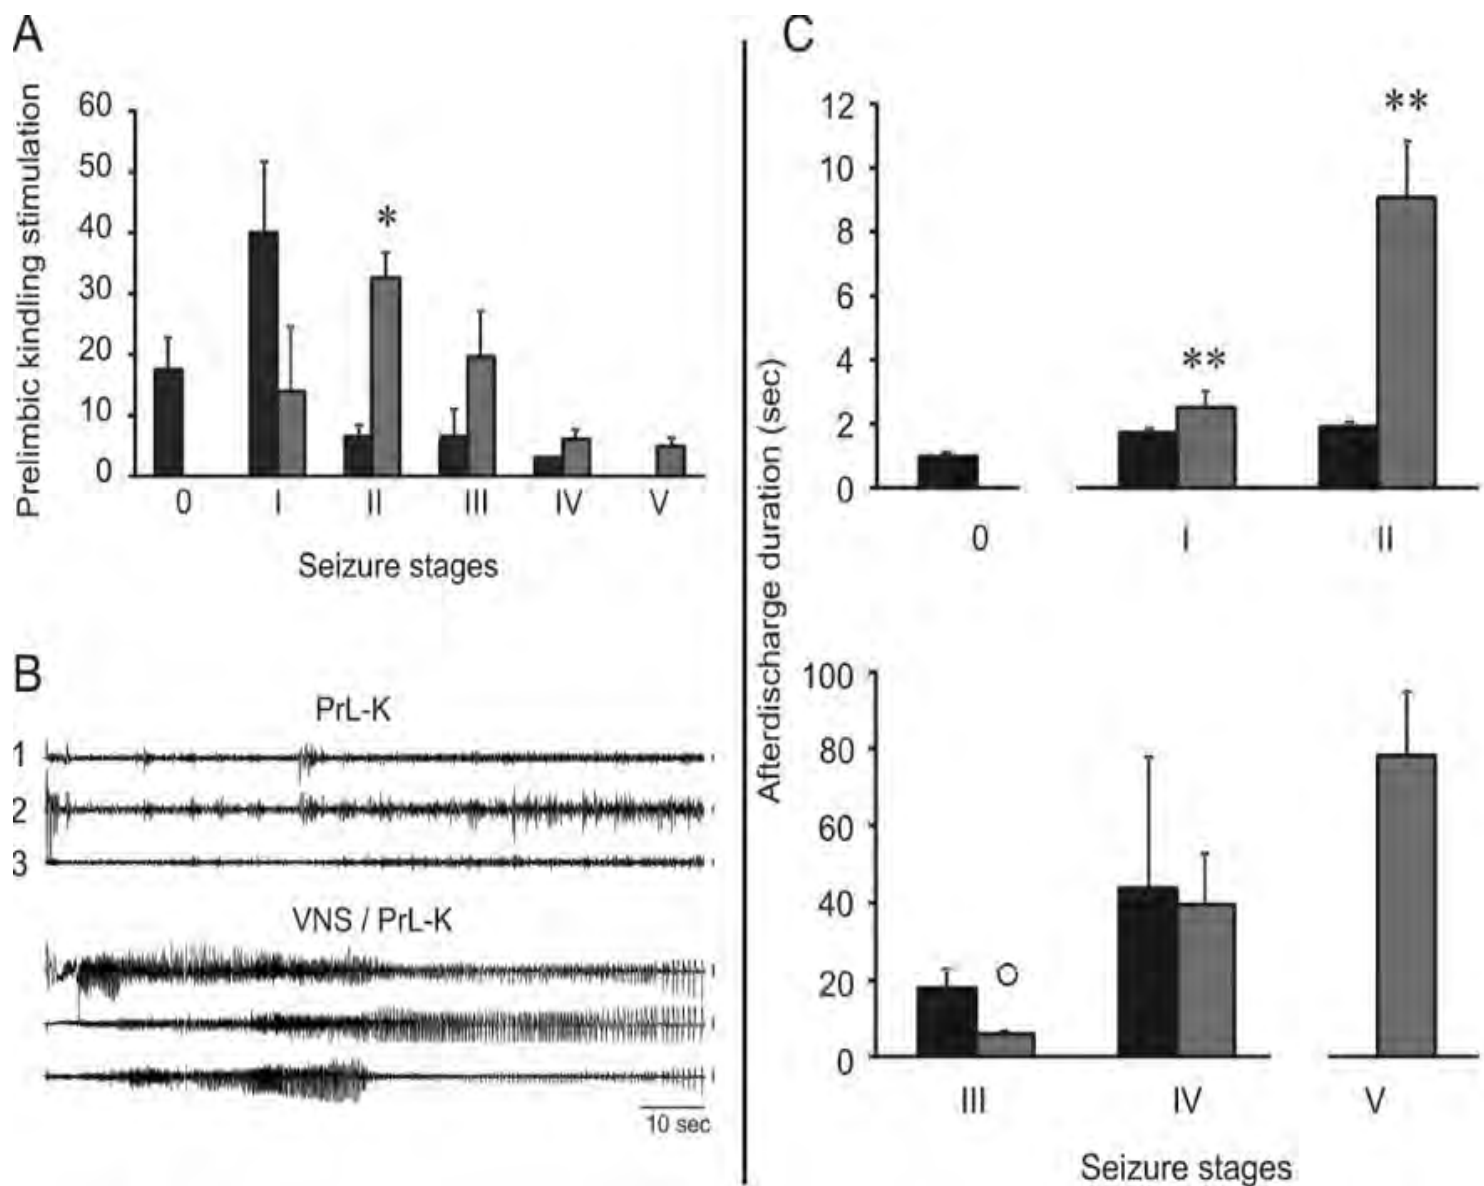 A
Prelimbic kindling stimulation
60
50
40
30
20
10
0
0 I II III IV V
*
Seizure stages
B
PrL-K
1
2
3
VNS / PrL-K
10 sec
C
Afterdischarge duration (sec)
12
10
8
6
4
2
0
**
**
0 I II
100
80
60
40
20
0
III IV V
Seizure stages